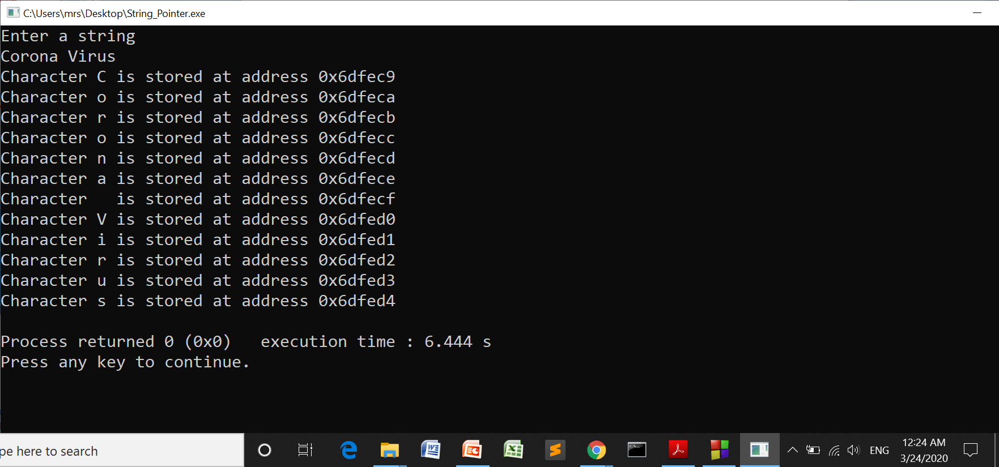 C:\Users\mrs\Desktop\String_Pointer.exe
Enter a string
Corona Virus
Character C is stored at address 0x6dfec9
Character o is stored at address 0x6dfeca
Character r is stored at address 0x6dfecb
Character o is stored at address 0x6dfecc
Character n is stored at address 0x6dfecd
Character a is stored at address 0x6dfece
Character   is stored at address 0x6dfecf
Character V is stored at address 0x6dfed0
Character i is stored at address 0x6dfed1
Character r is stored at address 0x6dfed2
Character u is stored at address 0x6dfed3
Character s is stored at address 0x6dfed4
Process returned 0 (0x0)   execution time : 6.444 s
Press any key to continue.
pe here to search
ENG
12:24 AM
3/24/2020